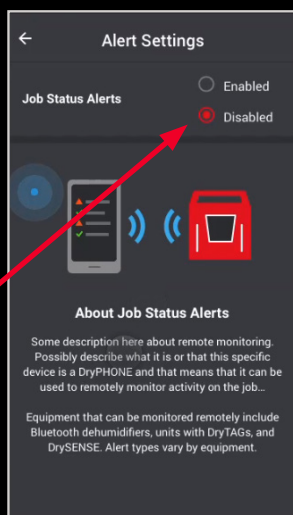 Alert Settings
Enabled
Job Status Alerts
Disabled
About Job Status Alerts
Some description here about remote monitoring.
Possibly describe what it is or that this specific
device is a DryPHONE and that means that it can be
used to remotely monitor activity on the job...
Equipment that can be monitored remotely include
Bluetooth dehumidifiers, units with DryTAGs, and
DrySENSE. Alert types vary by equipment.